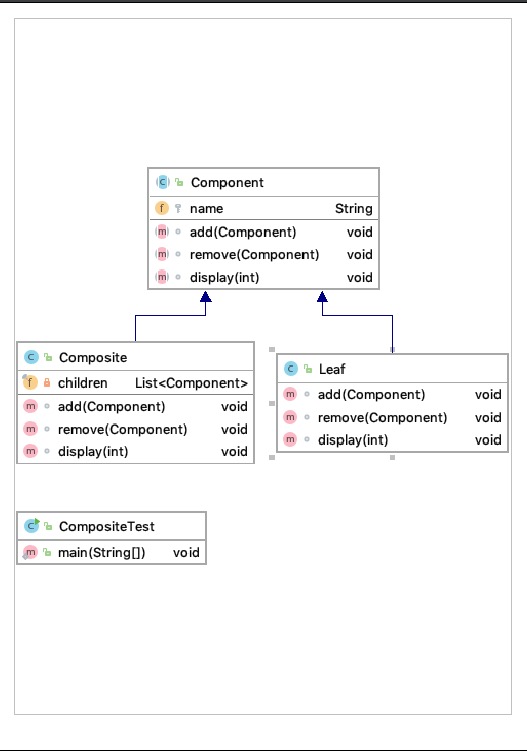 Component
name String
add(Component) void
remove(Component) void
display(int) void
Composite
children List<Component>
add(Component) void
remove(Component) void
display(int) void
Leaf
add(Component) void
remove(Component) void
display(int) void
CompositeTest
main(String[]) void